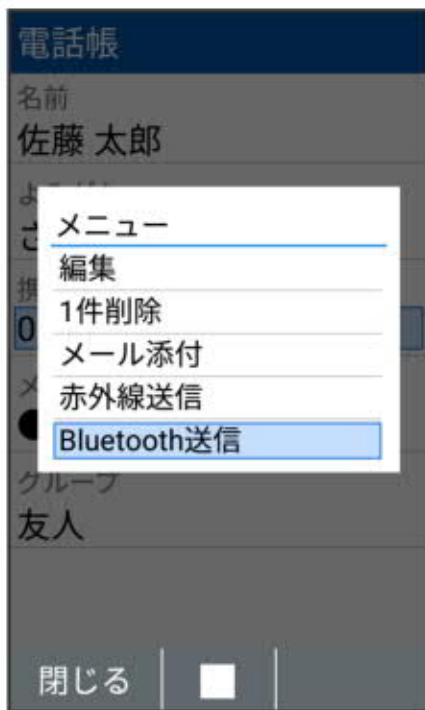 電話帳
名前
佐藤 太郎
メニュー
編集
1件削除
メール添付
赤外線送信
Bluetooth送信
グループ
友人
閉じる